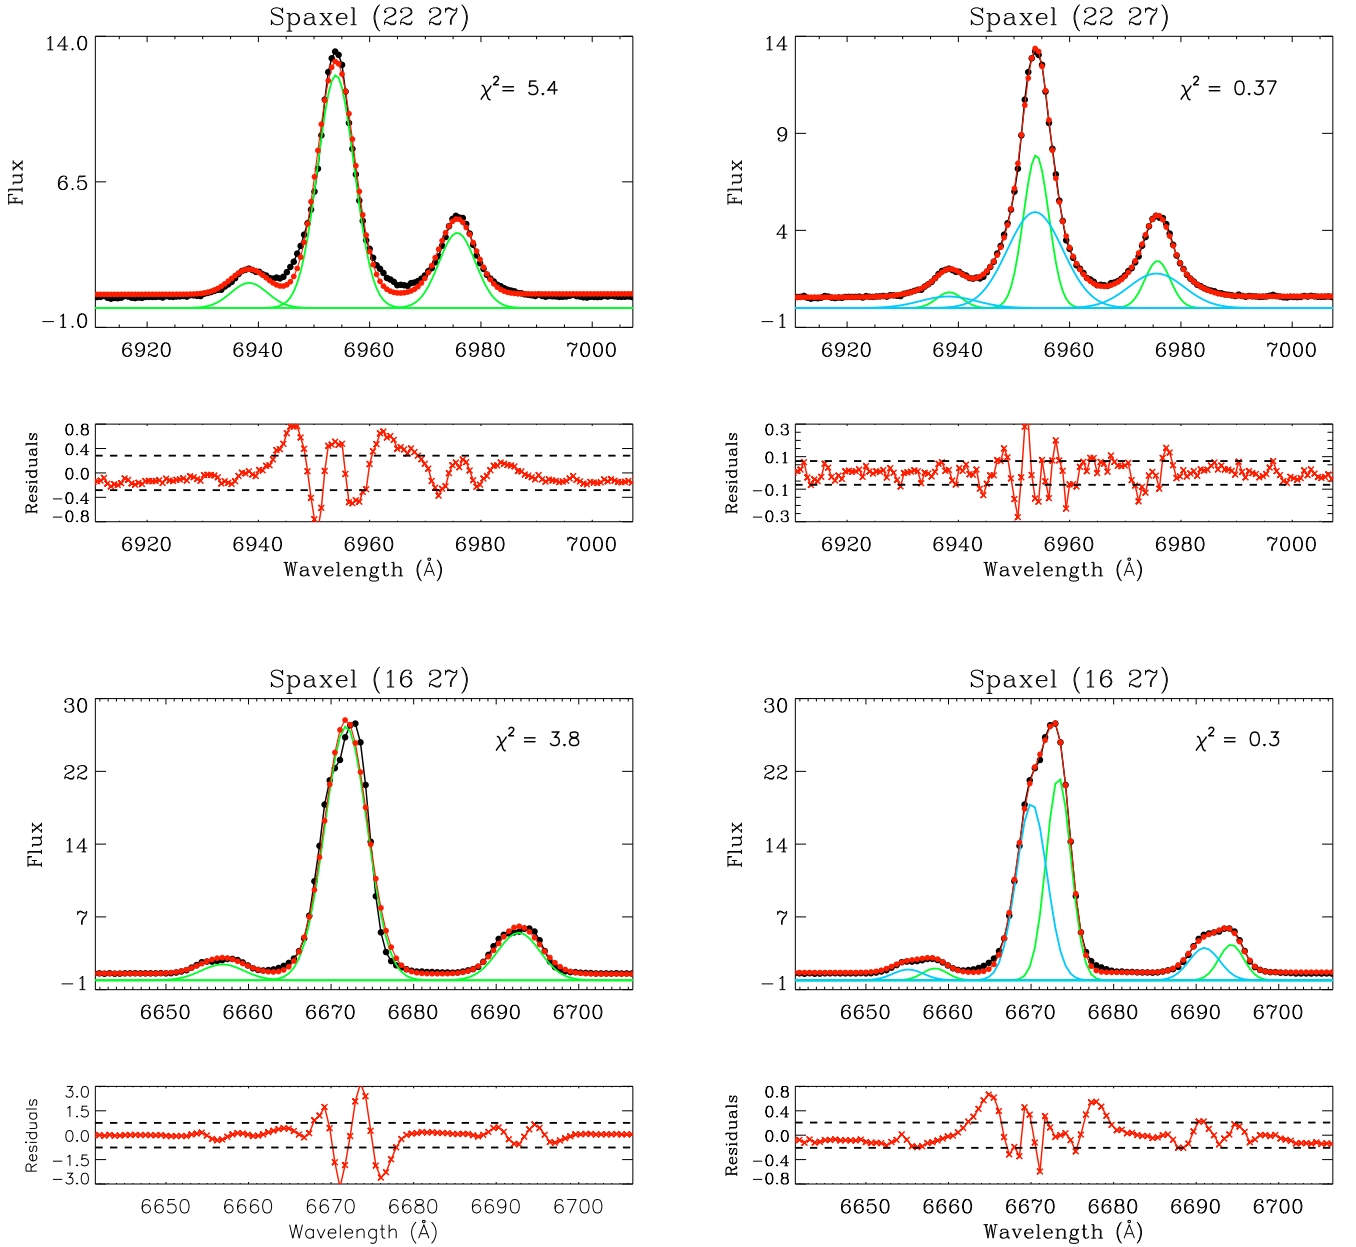 Spaxel (22 27)
14.0
6.5
−1.0
Flux
χ²= 5.4
6920 6940 6960 6980 7000
0.8
0.4
0.0
−0.4
−0.8
Residuals
6920 6940 6960 6980 7000
Wavelength (Å)
Spaxel (22 27)
14
9
4
−1
Flux
χ² = 0.37
6920 6940 6960 6980 7000
0.3
0.1
−0.1
−0.3
Residuals
6920 6940 6960 6980 7000
Wavelength (Å)
Spaxel (16 27)
30
22
14
7
−1
Flux
χ² = 3.8
6650 6660 6670 6680 6690 6700
3.0
1.5
0.0
−1.5
−3.0
Residuals
6650 6660 6670 6680 6690 6700
Wavelength (Å)
Spaxel (16 27)
30
22
14
7
−1
Flux
χ² = 0.3
6650 6660 6670 6680 6690 6700
0.8
0.4
0.0
−0.4
−0.8
Residuals
6650 6660 6670 6680 6690 6700
Wavelength (Å)